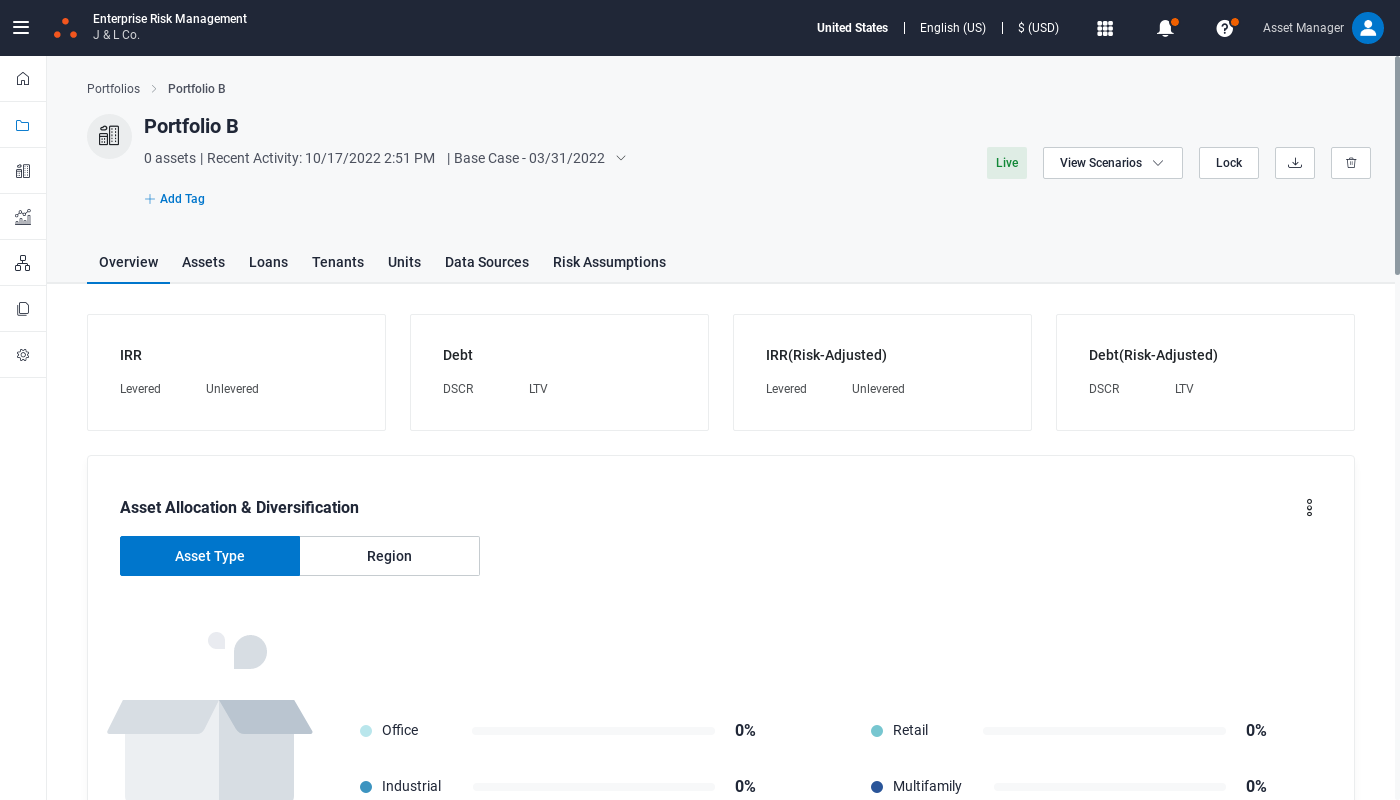 Enterprise Risk Management
J & L Co.
United States | English (US) | $ (USD)
Asset Manager
Portfolios > Portfolio B
Portfolio B
0 assets | Recent Activity: 10/17/2022 2:51 PM | Base Case - 03/31/2022
Live
View Scenarios
Lock
+ Add Tag
Overview Assets Loans Tenants Units Data Sources Risk Assumptions
IRR
Levered Unlevered
Debt
DSCR LTV
IRR(Risk-Adjusted)
Levered Unlevered
Debt(Risk-Adjusted)
DSCR LTV
Asset Allocation & Diversification
Asset Type Region
Office 0% Retail 0%
Industrial 0% Multifamily 0%